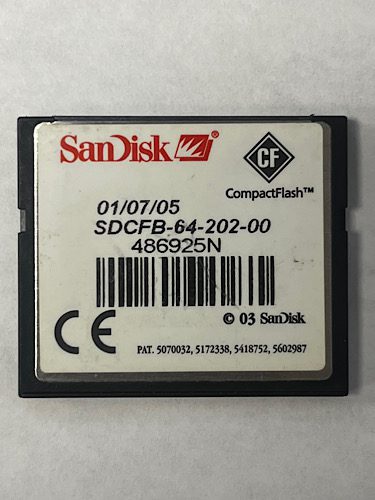 SanDisk
CF
CompactFlash™
01/07/05
SDCFB-64-202-00
486925N
CE
© 03 SanDisk
PAT. 5070032, 5172338, 5418752, 5602987